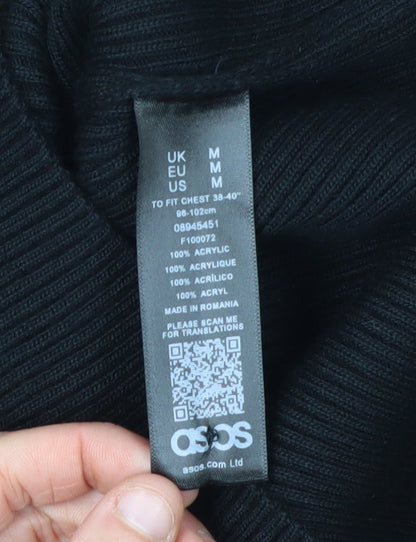 UK M
EU M
US M
TO FIT CHEST 38-40"
96-102cm
08945451
F100072
100% ACRYLIC
100% ACRYLIQUE
100% ACRÍLICO
100% ACRYL
MADE IN ROMANIA
PLEASE SCAN ME
FOR TRANSLATIONS
asos
asos.com Ltd